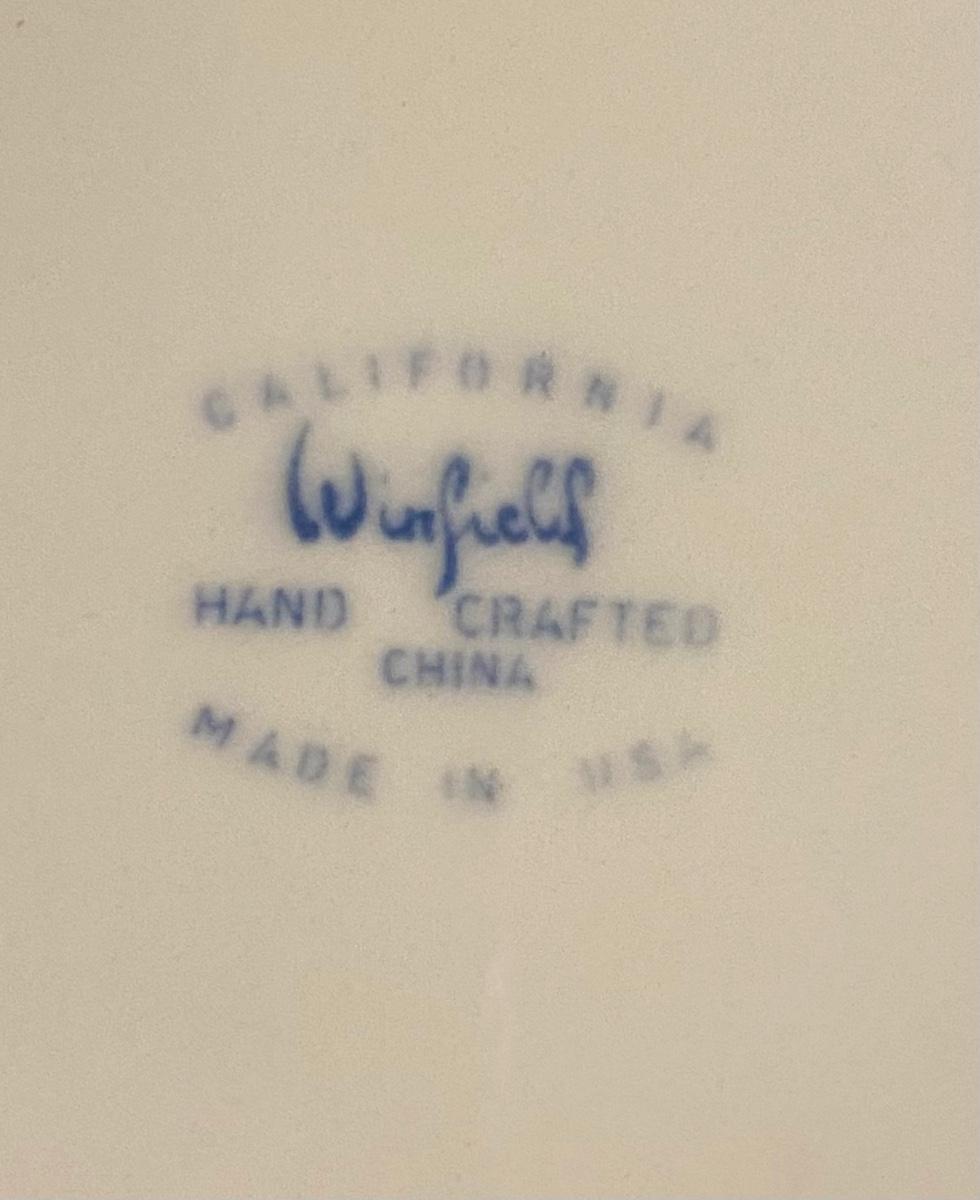 CALIFORNIA
Winfield
HAND CRAFTED
CHINA
MADE IN USA